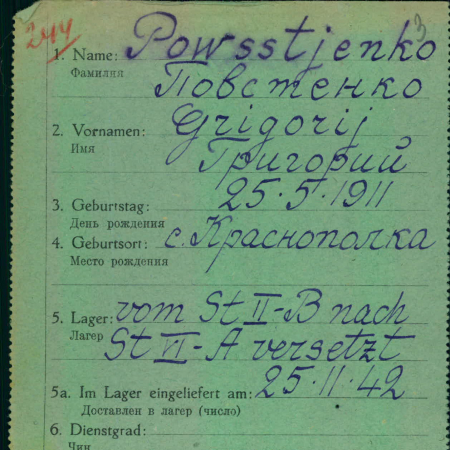 244
3
1. Name: Powsstjenko
Фамилия Повстенко
2. Vornamen: Grigorij
Имя Григорий
3. Geburtstag: 25.5.1911
День рождения
4. Geburtsort: с. Краснополка
Место рождения
5. Lager: vom St II-B nach
Лагерь St VI-A versetzt
5a. Im Lager eingeliefert am: 25.11.42
Доставлен в лагерь (число)
6. Dienstgrad:
Чин